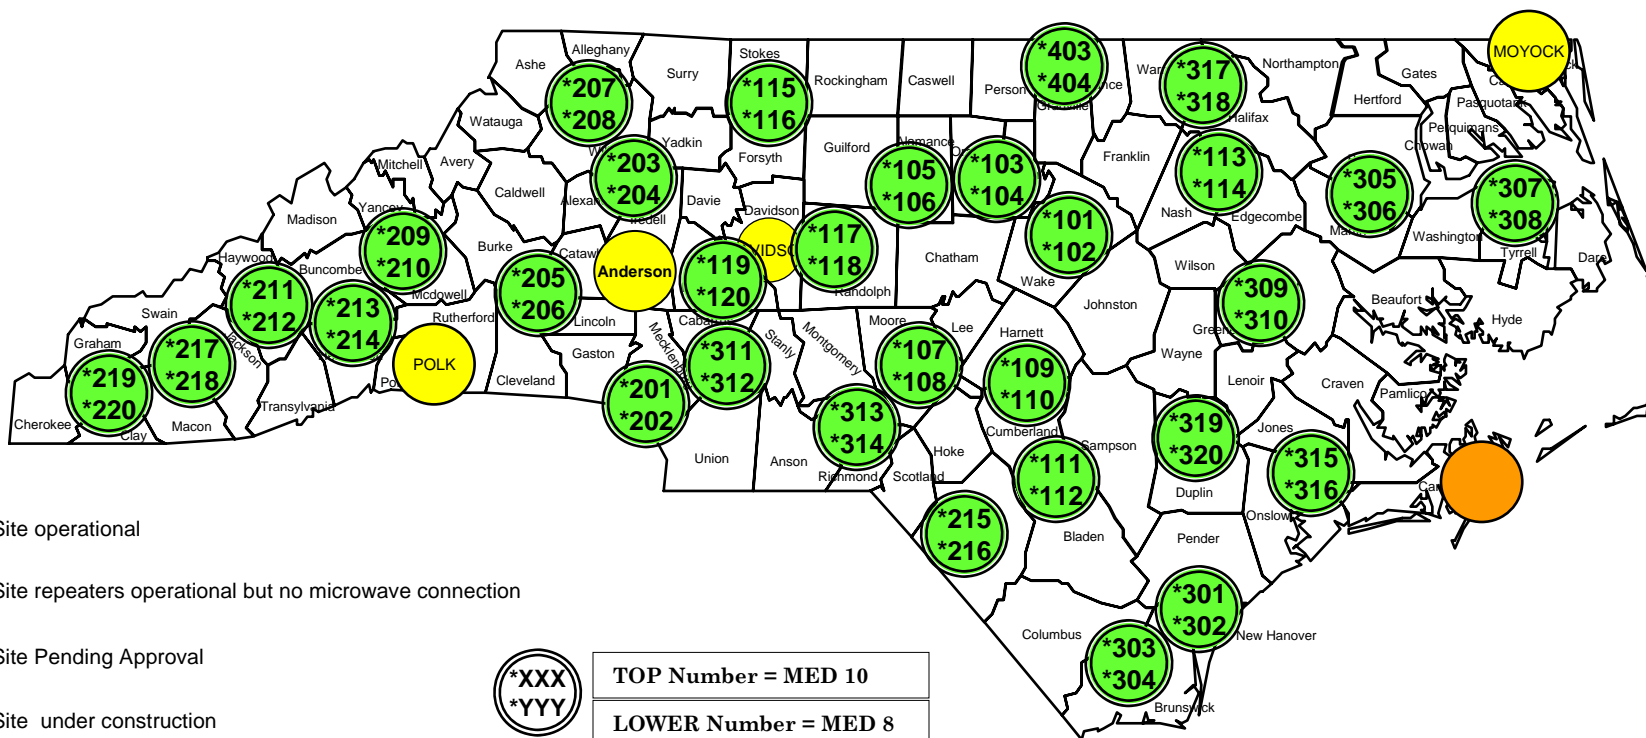 Ashe
Alleghany
*207
*208
Surry
Stokes
*115
*116
Rockingham
Caswell
Person
*403
*404
*317
*318
Halifax
Northampton
Gates
Hertford
Pasquotank
Perquimans
Chowan
MOYOCK
Watauga
Mitchell
Avery
Yancey
Madison
Caldwell
*203
*204
Yadkin
Forsyth
Davie
Davidson
Guilford
Alamance
*105
*106
*103
*104
Franklin
*113
*114
Nash
Edgecombe
*305
*306
*307
*308
Washington
Tyrrell
Dare
*209
*210
Burke
Anderson
*119
*120
*117
*118
Randolph
Chatham
*101
*102
Wake
Wilson
Johnston
*309
*310
Beaufort
Hyde
Haywood
Buncombe
Mcdowell
*211
*212
*213
*214
Rutherford
*205
*206
Lincoln
Gaston
Cleveland
Mecklenburg
*311
*312
Stanly
Montgomery
Moore
Lee
Harnett
*107
*108
*109
*110
Cumberland
Wayne
Lenoir
Craven
Pamlico
Swain
Graham
*217
*218
Jackson
*219
*220
Cherokee
Clay
Macon
Transylvania
POLK
*201
*202
Union
Anson
*313
*314
Richmond
Scotland
Hoke
*111
*112
Sampson
*319
*320
Duplin
Jones
*315
*316
Onslow
*215
*216
Bladen
Pender
*301
*302
New Hanover
Columbus
*303
*304
Brunswick
Site operational
Site repeaters operational but no microwave connection
Site Pending Approval
Site under construction
*XXX
*YYY
TOP Number = MED 10
LOWER Number = MED 8